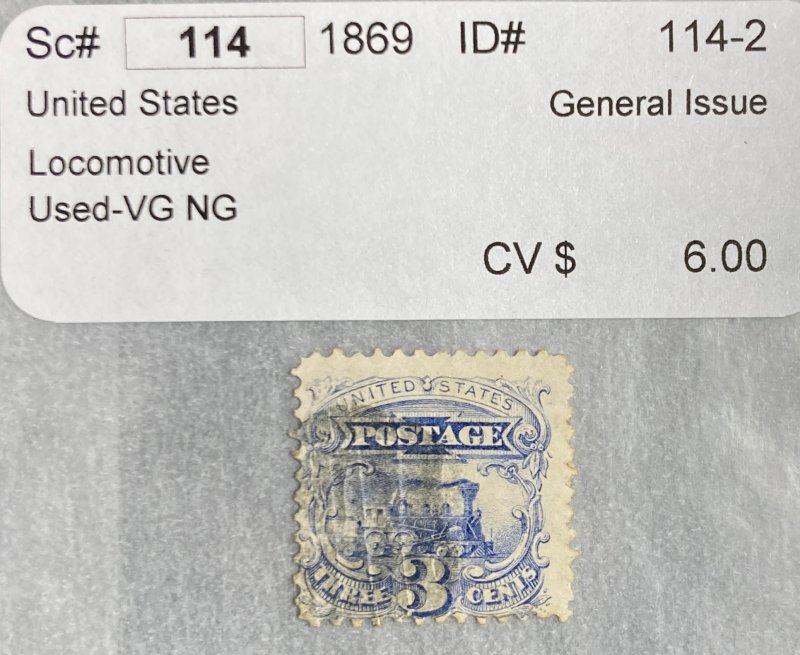 Sc# 114 1869 ID# 114-2
United States General Issue
Locomotive
Used-VG NG
CV $ 6.00
UNITED STATES
POSTAGE
THREE 3 CENTS